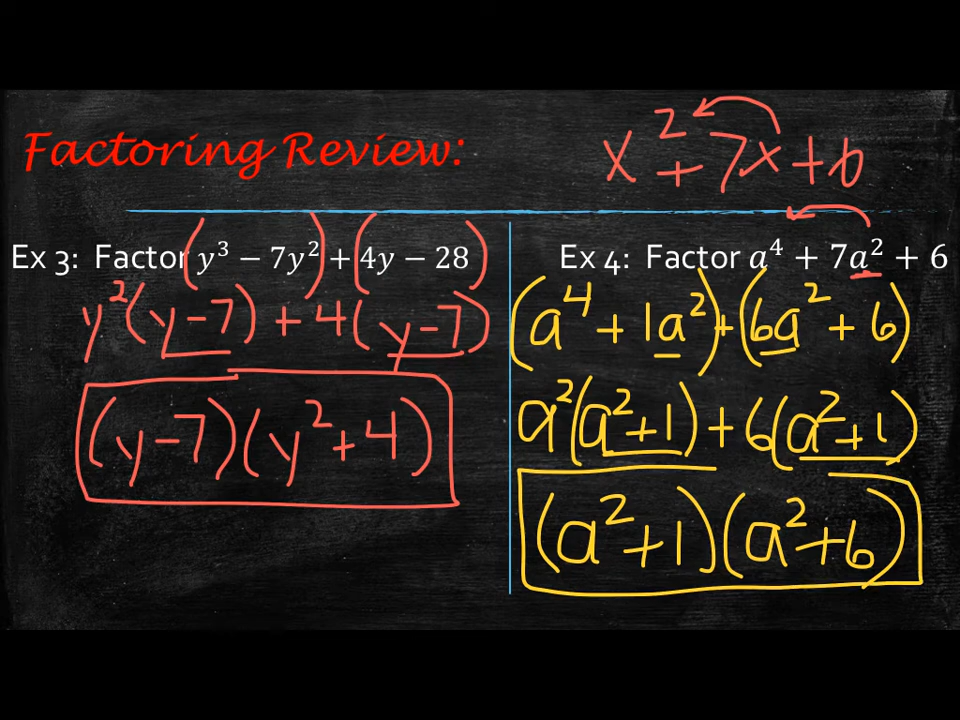 Factoring Review:
x² + 7x + 6
Ex 3: Factor y³ − 7y² + 4y − 28
y²(y−7) + 4(y−7)
(y−7)(y²+4)
Ex 4: Factor a⁴ + 7a² + 6
(a⁴ + 1a²) + (6a² + 6)
a²(a²+1) + 6(a²+1)
(a²+1)(a²+6)